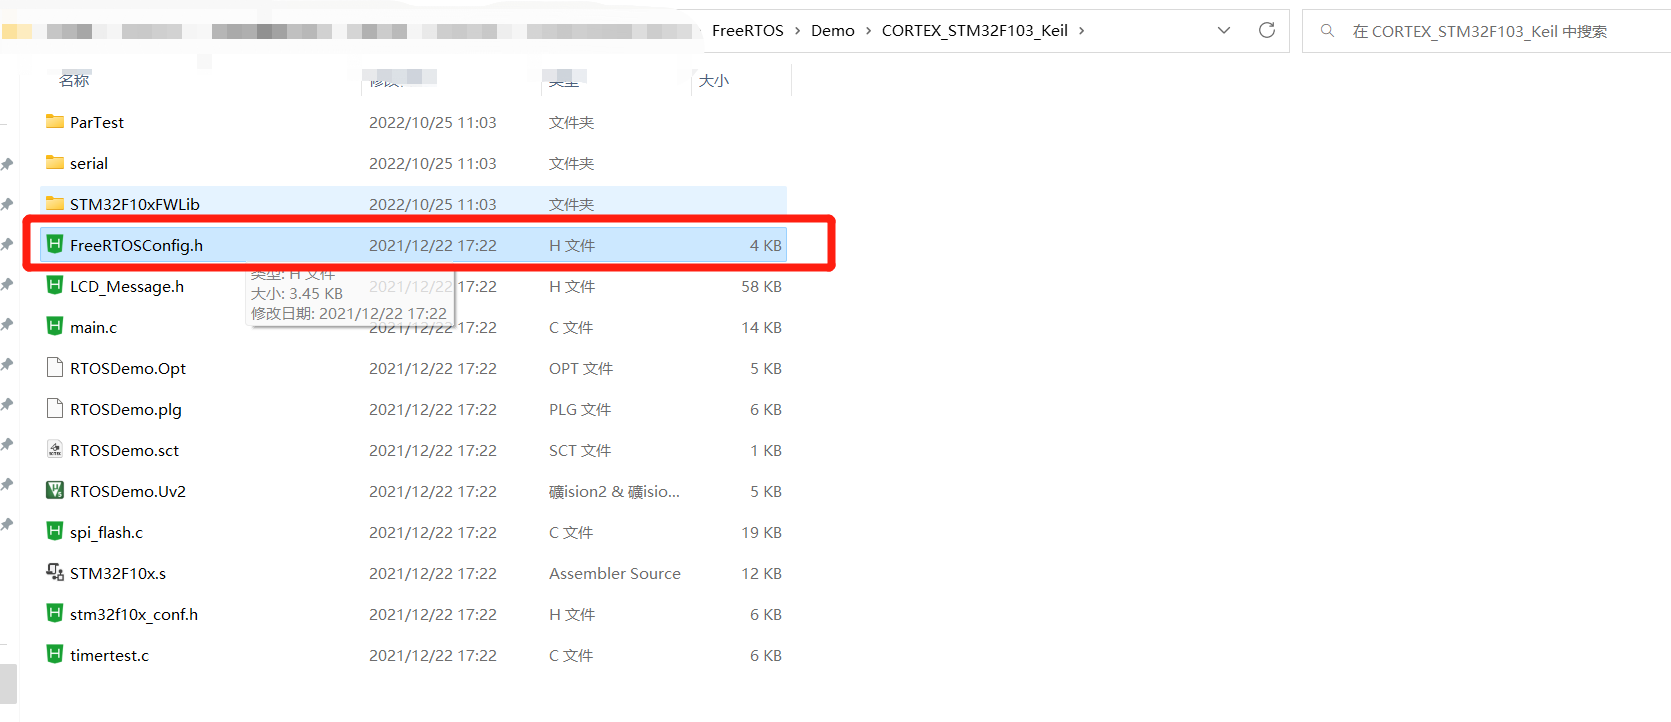 FreeRTOS > Demo > CORTEX_STM32F103_Keil >
在 CORTEX_STM32F103_Keil 中搜索
名称 大小
ParTest 2022/10/25 11:03 文件夹
serial 2022/10/25 11:03 文件夹
STM32F10xFWLib 2022/10/25 11:03 文件夹
FreeRTOSConfig.h 2021/12/22 17:22 H 文件 4 KB
类型: H 文件
LCD_Message.h 2021/12/22 17:22 H 文件 58 KB
大小: 3.45 KB
修改日期: 2021/12/22 17:22
main.c 2021/12/22 17:22 C 文件 14 KB
RTOSDemo.Opt 2021/12/22 17:22 OPT 文件 5 KB
RTOSDemo.plg 2021/12/22 17:22 PLG 文件 6 KB
RTOSDemo.sct 2021/12/22 17:22 SCT 文件 1 KB
RTOSDemo.Uv2 2021/12/22 17:22 礦ision2 & 礦isio... 5 KB
spi_flash.c 2021/12/22 17:22 C 文件 19 KB
STM32F10x.s 2021/12/22 17:22 Assembler Source 12 KB
stm32f10x_conf.h 2021/12/22 17:22 H 文件 6 KB
timertest.c 2021/12/22 17:22 C 文件 6 KB